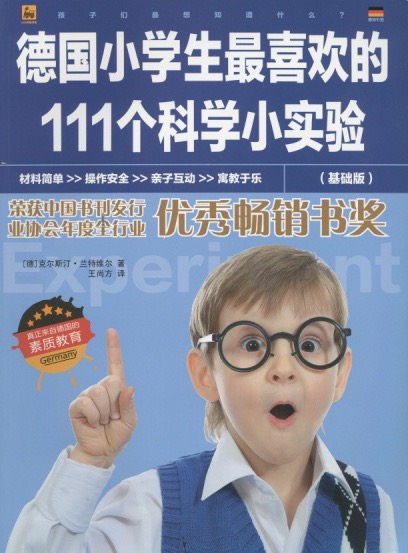 孩子们最想知道什么?
德国小学生最喜欢的
111个科学小实验
材料简单 >> 操作安全 >> 亲子互动 >> 寓教于乐 (基础版)
荣获中国书刊发行
业协会年度全行业
优秀畅销书奖
[德]克尔斯汀·兰特维尔 著
王尚方 译
Experiment
真正来自德国的
素质教育
Germany